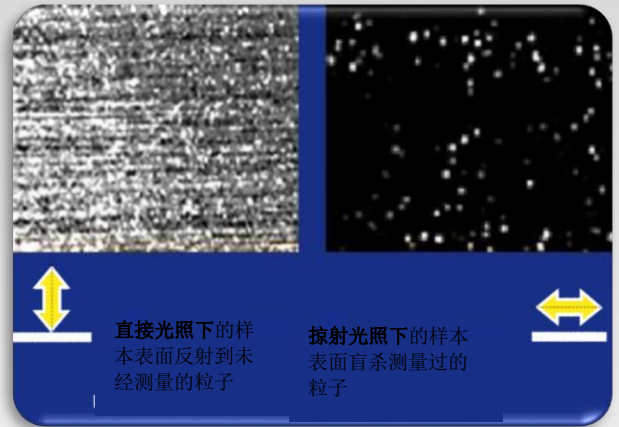 直接光照下的样
本表面反射到未
经测量的粒子
掠射光照下的样本
表面盲杀测量过的
粒子